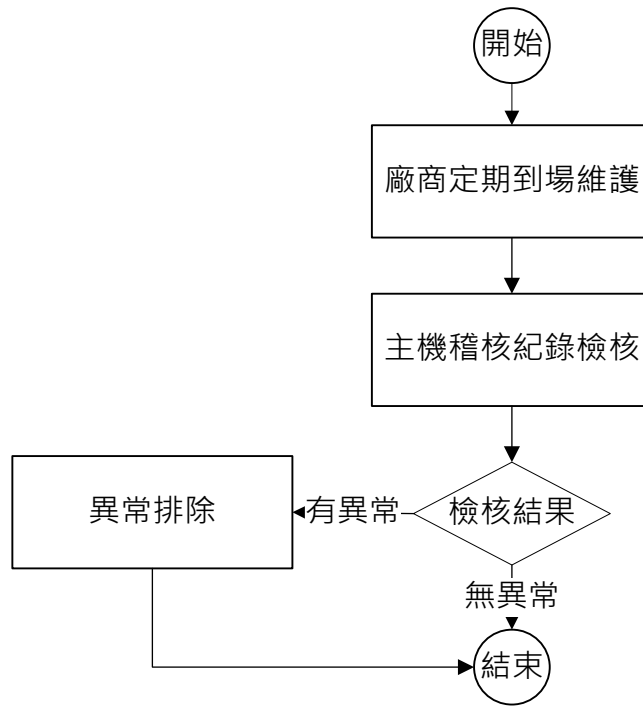 開始
廠商定期到場維護
主機稽核紀錄檢核
檢核結果
有異常
異常排除
無異常
結束